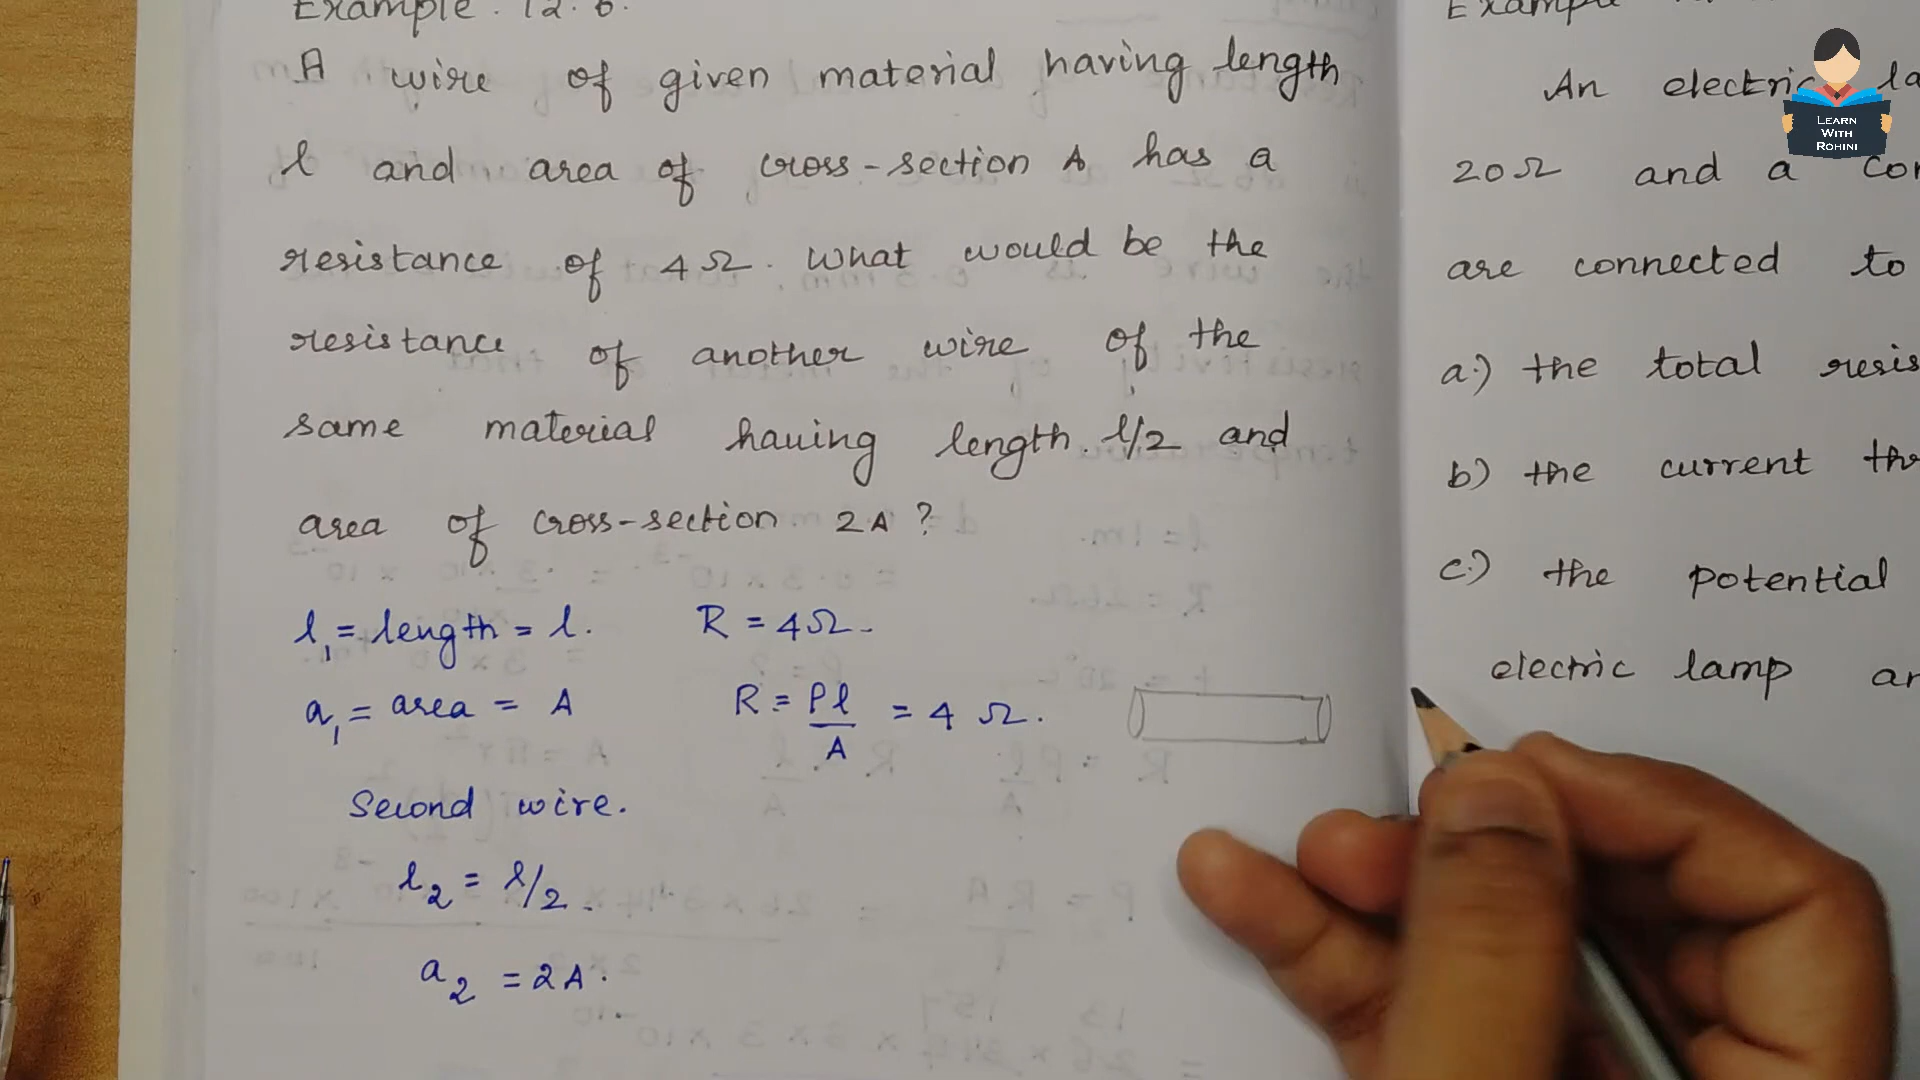 Example. 12.6.
A wire of given material having length
l and area of cross-section A has a
resistance of 4Ω. What would be the
resistance of another wire of the
same material having length l/2 and
area of cross-section 2A ?
l₁ = length = l. R = 4Ω.
a₁ = area = A R = ρl/A = 4 Ω.
Second wire.
l₂ = l/2.
a₂ = 2A.
Example
An electric
20Ω and a
are connected to
a.) the total
b) the current
c.) the potential
electric lamp
LEARN
WITH
ROHINI